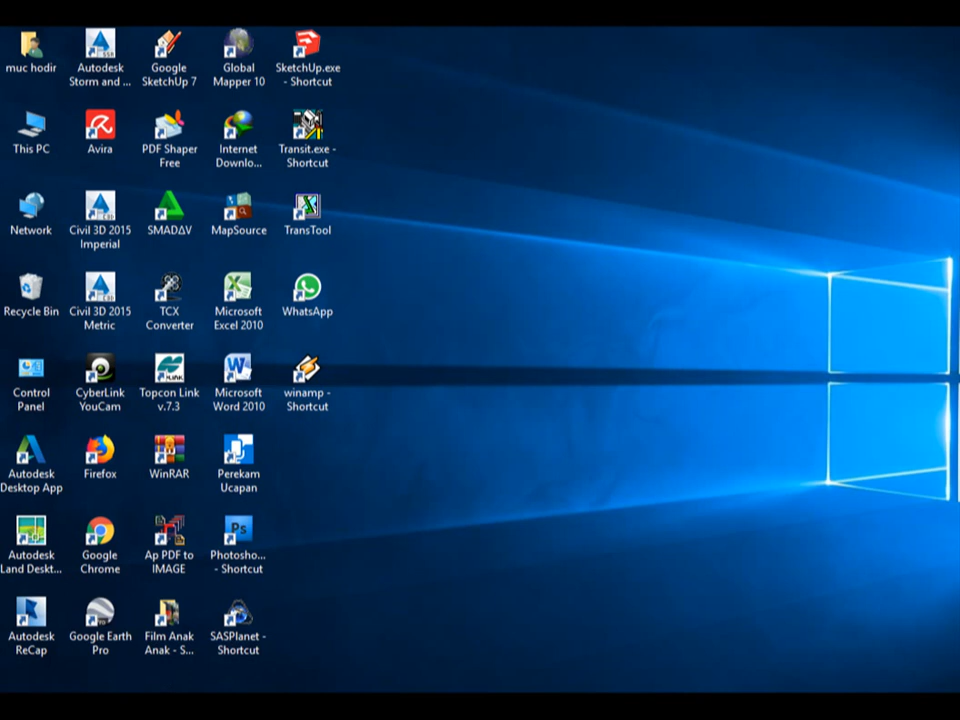 muc hodir
Autodesk
Storm and ...
Google
SketchUp 7
Global
Mapper 10
SketchUp.exe
- Shortcut
This PC
Avira
PDF Shaper
Free
Internet
Downlo...
Transit.exe -
Shortcut
Network
Civil 3D 2015
Imperial
SMADΔV
MapSource
TransTool
Recycle Bin
Civil 3D 2015
Metric
TCX
Converter
Microsoft
Excel 2010
WhatsApp
Control
Panel
CyberLink
YouCam
Topcon Link
v.7.3
Microsoft
Word 2010
winamp -
Shortcut
Autodesk
Desktop App
Firefox
WinRAR
Perekam
Ucapan
Autodesk
Land Deskt...
Google
Chrome
Ap PDF to
IMAGE
Ps
Photosho...
- Shortcut
Autodesk
ReCap
Google Earth
Pro
Film Anak
Anak - S...
SASPlanet -
Shortcut